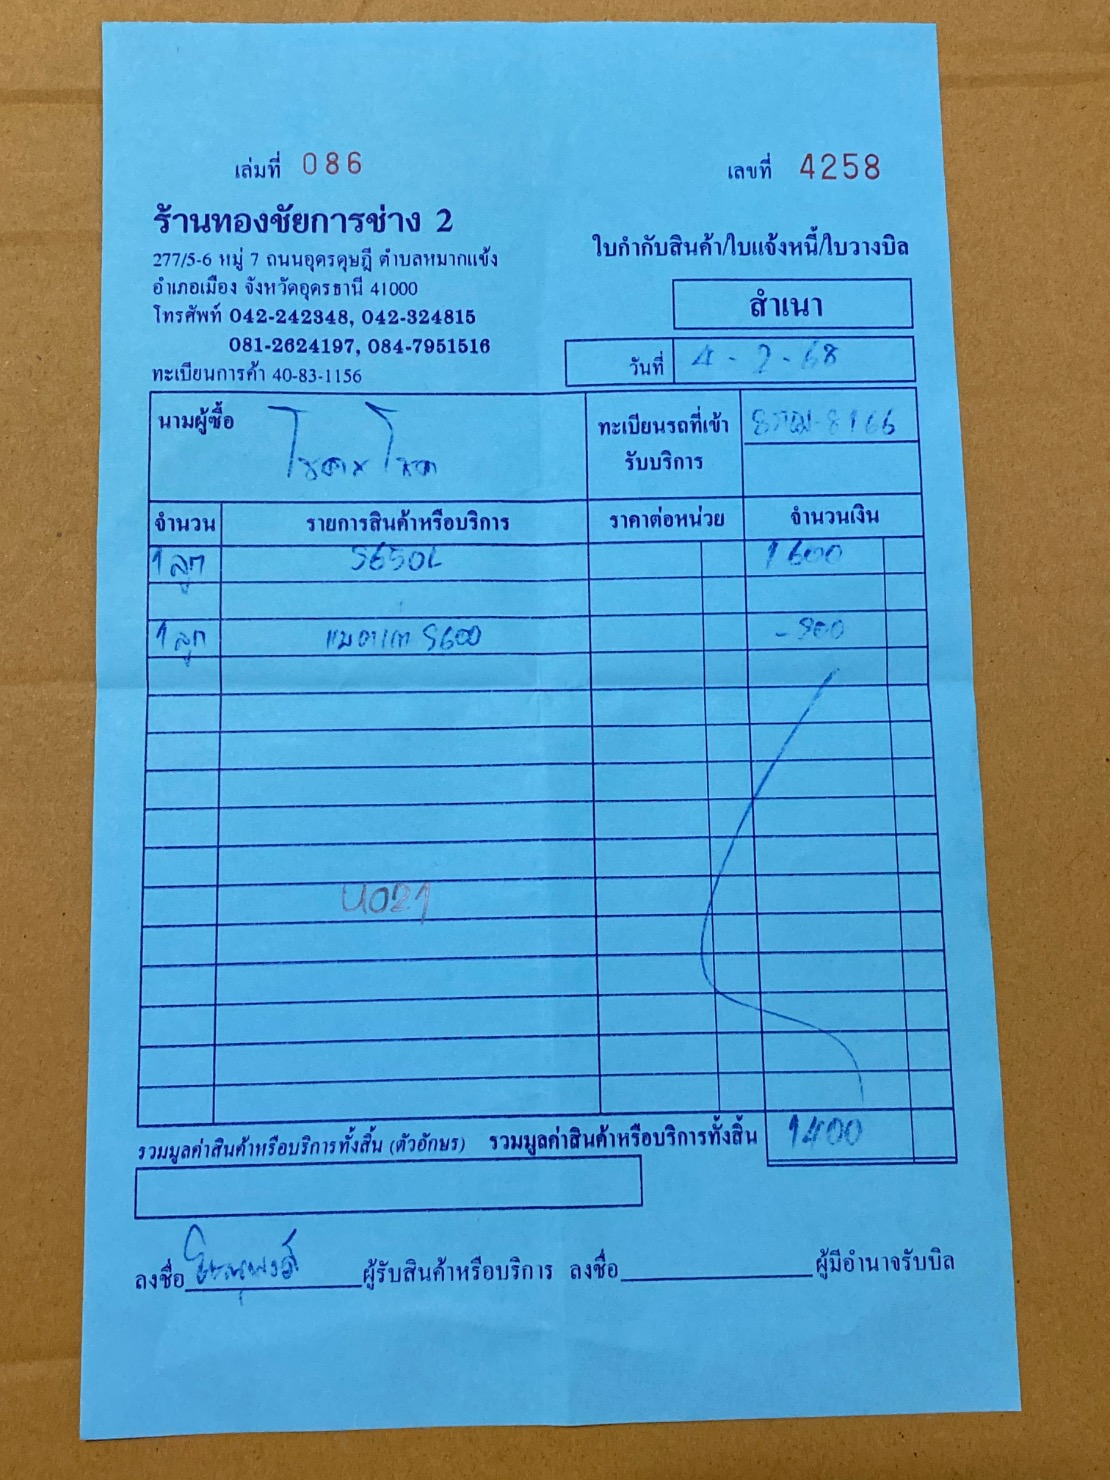 เล่มที่ 086 เลขที่ 4258
ร้านทองชัยการช่าง 2
277/5-6 หมู่ 7 ถนนอุดรดุษฎี ตำบลหมากแข้ง
อำเภอเมือง จังหวัดอุดรธานี 41000
โทรศัพท์ 042-242348, 042-324815
081-2624197, 084-7951516
ทะเบียนการค้า 40-83-1156
ใบกำกับสินค้า/ใบแจ้งหนี้/ใบวางบิล
สำเนา
วันที่ 4-2-68
นามผู้ซื้อ
ทะเบียนรถที่เข้า
รับบริการ
จำนวน รายการสินค้าหรือบริการ ราคาต่อหน่วย จำนวนเงิน
1 ลูก S650L 1600
1 ลูก S600
4021
รวมมูลค่าสินค้าหรือบริการทั้งสิ้น (ตัวอักษร) รวมมูลค่าสินค้าหรือบริการทั้งสิ้น 1400
ลงชื่อ ผู้รับสินค้าหรือบริการ ลงชื่อ ผู้มีอำนาจรับบิล